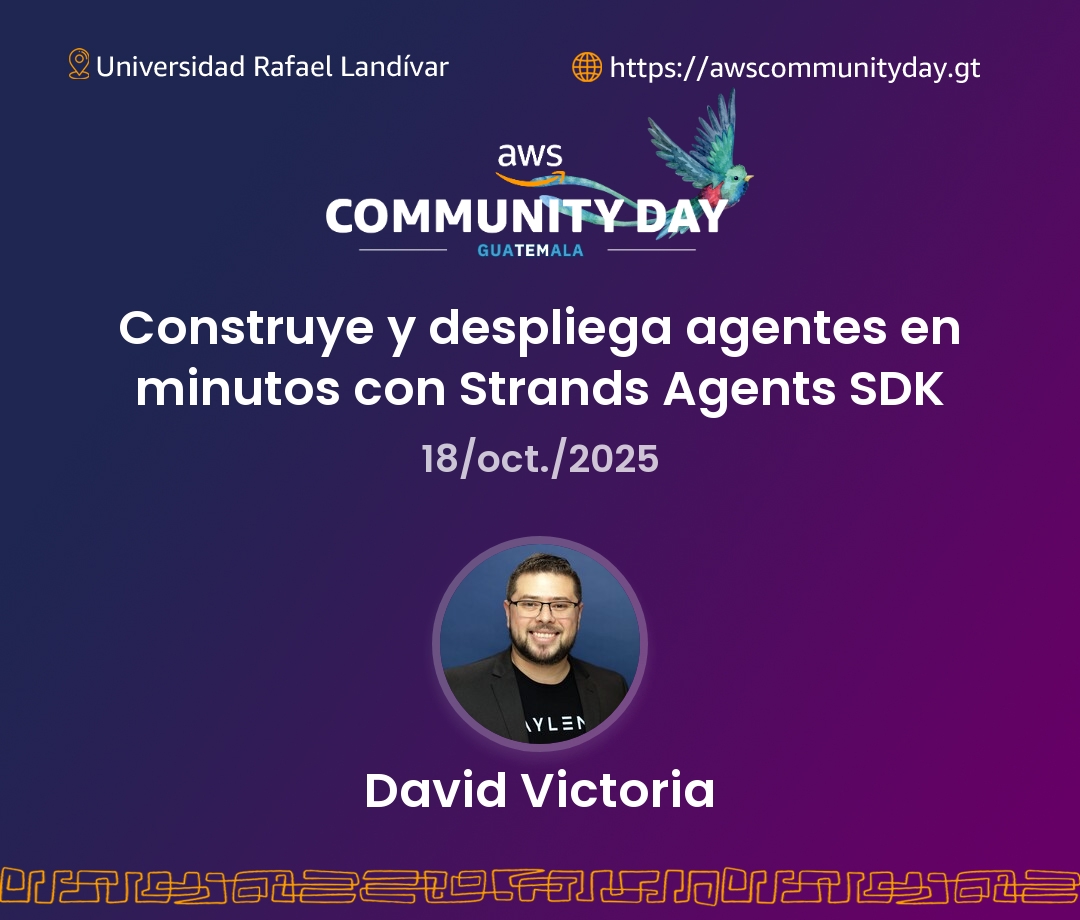 Universidad Rafael Landívar
https://awscommunityday.gt
aws
COMMUNITY DAY
GUATEMALA
Construye y despliega agentes en
minutos con Strands Agents SDK
18/oct./2025
AYLEN
David Victoria